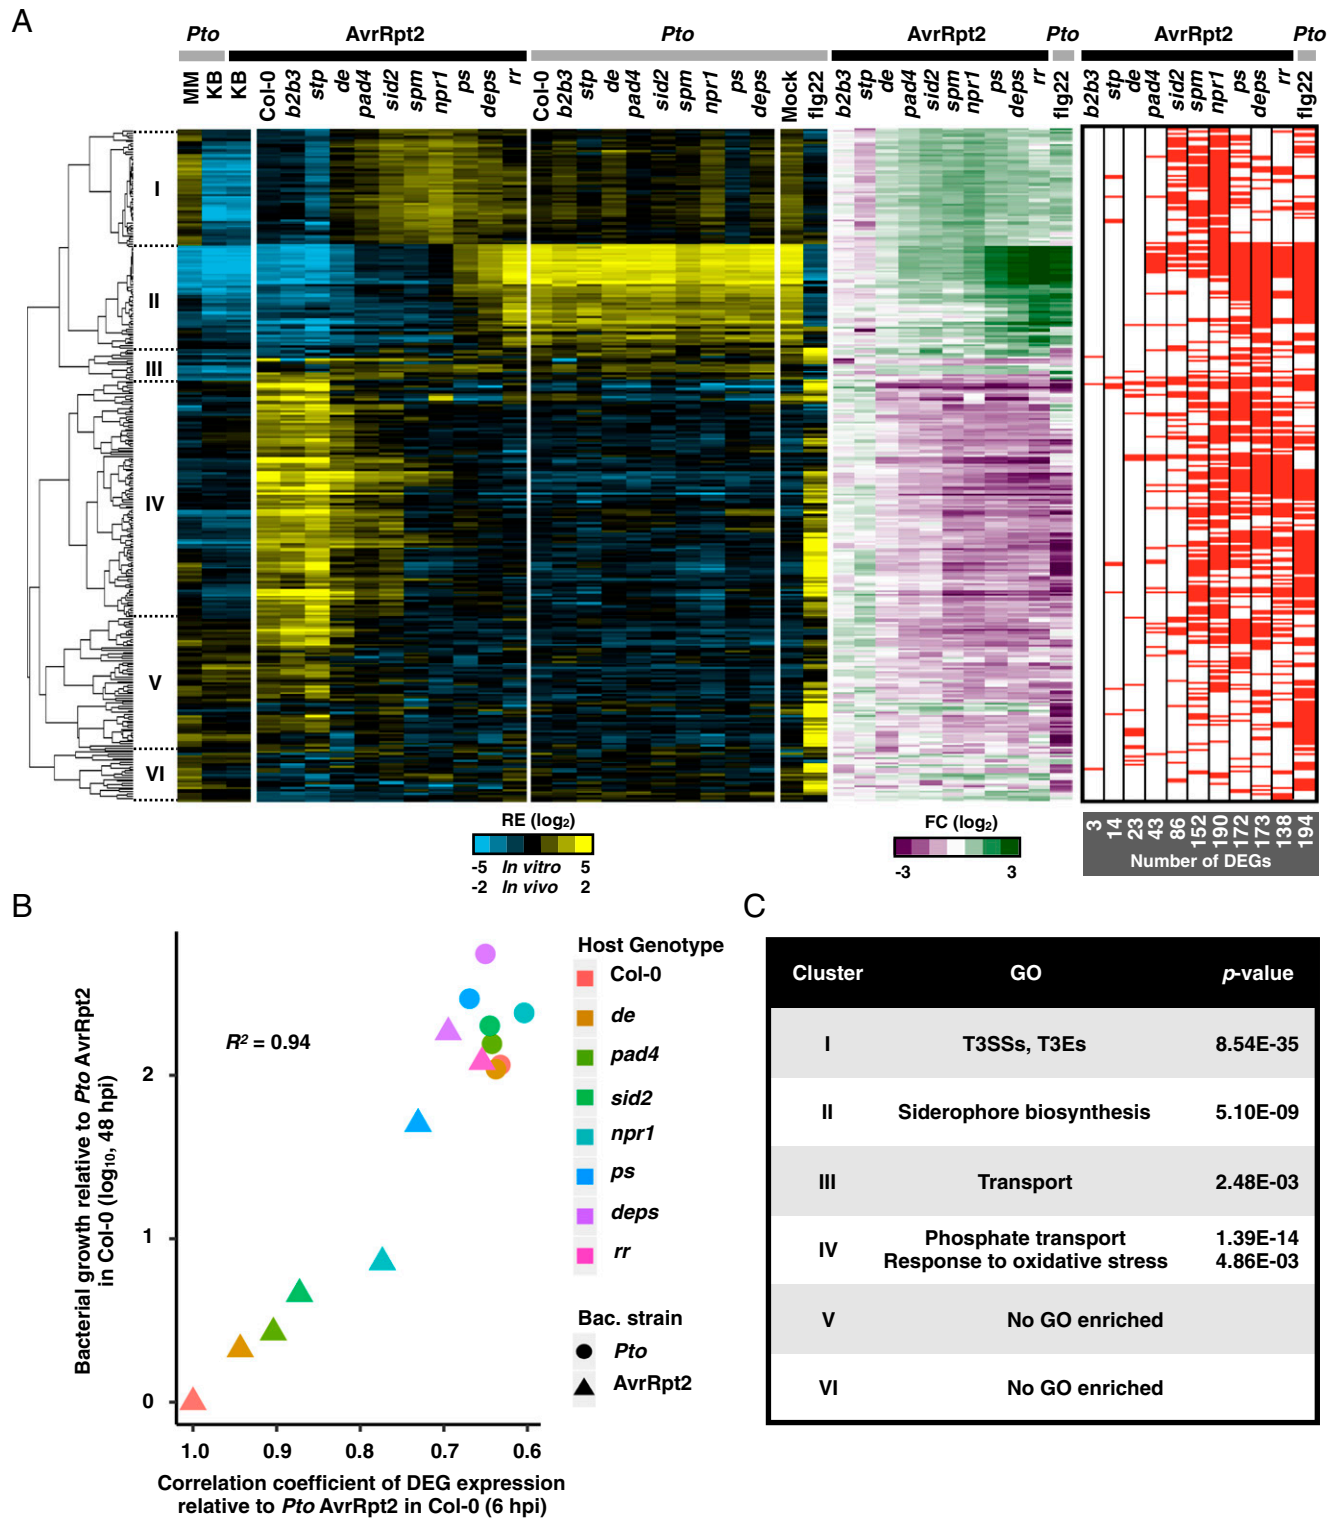 A
Pto AvrRpt2 Pto AvrRpt2 Pto AvrRpt2 Pto
MM KB KB Col-0 b2b3 stp de pad4 sid2 spm npr1 ps deps rr Col-0 b2b3 stp de pad4 sid2 spm npr1 ps deps Mock flg22 b2b3 stp de pad4 sid2 spm npr1 ps deps rr flg22 b2b3 stp de pad4 sid2 spm npr1 ps deps rr flg22
I
II
III
IV
V
VI
RE (log₂)
-5 In vitro 5
-2 In vivo 2
FC (log₂)
-3 3
3 14 23 43 86 152 190 172 173 138 194
Number of DEGs
B
Bacterial growth relative to Pto AvrRpt2
in Col-0 (log₁₀, 48 hpi)
R² = 0.94
2
1
0
1.0 0.9 0.8 0.7 0.6
Correlation coefficient of DEG expression
relative to Pto AvrRpt2 in Col-0 (6 hpi)
Host Genotype
Col-0
de
pad4
sid2
npr1
ps
deps
rr
Bac. strain
Pto
AvrRpt2
C
Cluster GO p-value
I T3SSs, T3Es 8.54E-35
II Siderophore biosynthesis 5.10E-09
III Transport 2.48E-03
IV Phosphate transport 1.39E-14
Response to oxidative stress 4.86E-03
V No GO enriched
VI No GO enriched